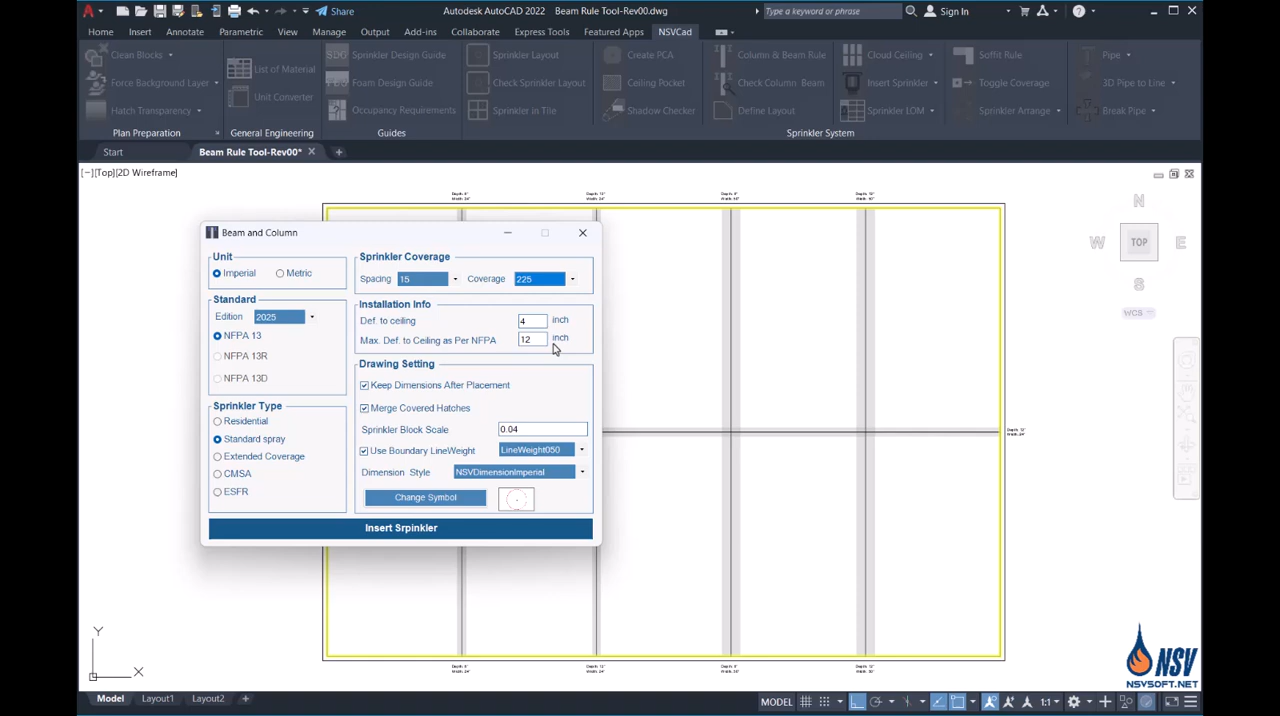 Share
Autodesk AutoCAD 2022 Beam Rule Tool-Rev00.dwg
Type a keyword or phrase
Sign In
Home Insert Annotate Parametric View Manage Output Add-ins Collaborate Express Tools Featured Apps NSVCad
Clean Blocks
Force Background Layer
Hatch Transparency
Plan Preparation
List of Material
Unit Converter
General Engineering
Sprinkler Design Guide
Foam Design Guide
Occupancy Requirements
Guides
Sprinkler Layout
Check Sprinkler Layout
Sprinkler in Tile
Create PCA
Ceiling Pocket
Shadow Checker
Column & Beam Rule
Check Column Beam
Define Layout
Cloud Ceiling
Insert Sprinkler
Sprinkler LOM
Soffit Rule
Toggle Coverage
Sprinkler Arrange
Pipe
3D Pipe to Line
Break Pipe
Sprinkler System
Start
Beam Rule Tool-Rev00*
[−][Top][2D Wireframe]
N
W TOP E
S
WCS
Beam and Column
Unit
Imperial Metric
Standard
Edition 2025
NFPA 13
NFPA 13R
NFPA 13D
Sprinkler Type
Residential
Standard spray
Extended Coverage
CMSA
ESFR
Sprinkler Coverage
Spacing 15 Coverage 225
Installation Info
Def. to ceiling 4 inch
Max. Def. to Ceiling as Per NFPA 12 inch
Drawing Setting
Keep Dimensions After Placement
Merge Covered Hatches
Sprinkler Block Scale 0.04
Use Boundary LineWeight LineWeight050
Dimension Style NSVDimensionImperial
Change Symbol
Insert Srpinkler
Y
X
NSV
NSVSOFT.NET
Model Layout1 Layout2
MODEL
1:1